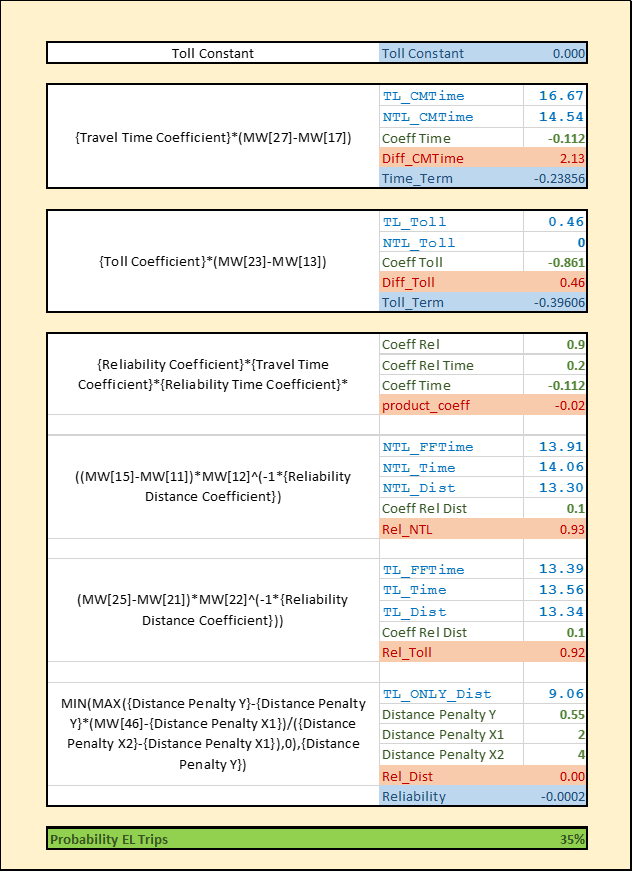 Toll Constant
Toll Constant 0.000
{Travel Time Coefficient}*(MW[27]-MW[17])
TL_CMTime 16.67
NTL_CMTime 14.54
Coeff Time -0.112
Diff_CMTime 2.13
Time_Term -0.23856
{Toll Coefficient}*(MW[23]-MW[13])
TL_Toll 0.46
NTL_Toll 0
Coeff Toll -0.861
Diff_Toll 0.46
Toll_Term -0.39606
{Reliability Coefficient}*{Travel Time
Coefficient}*{Reliability Time Coefficient}*
Coeff Rel 0.9
Coeff Rel Time 0.2
Coeff Time -0.112
product_coeff -0.02
((MW[15]-MW[11])*MW[12]^(-1*{Reliability
Distance Coefficient})
NTL_FFTime 13.91
NTL_Time 14.06
NTL_Dist 13.30
Coeff Rel Dist 0.1
Rel_NTL 0.93
(MW[25]-MW[21])*MW[22]^(-1*{Reliability
Distance Coefficient}))
TL_FFTime 13.39
TL_Time 13.56
TL_Dist 13.34
Coeff Rel Dist 0.1
Rel_Toll 0.92
MIN(MAX({Distance Penalty Y}-{Distance Penalty
Y}*(MW[46]-{Distance Penalty X1})/({Distance
Penalty X2}-{Distance Penalty X1}),0),{Distance
Penalty Y})
TL_ONLY_Dist 9.06
Distance Penalty Y 0.55
Distance Penalty X1 2
Distance Penalty X2 4
Rel_Dist 0.00
Reliability -0.0002
Probability EL Trips 35%